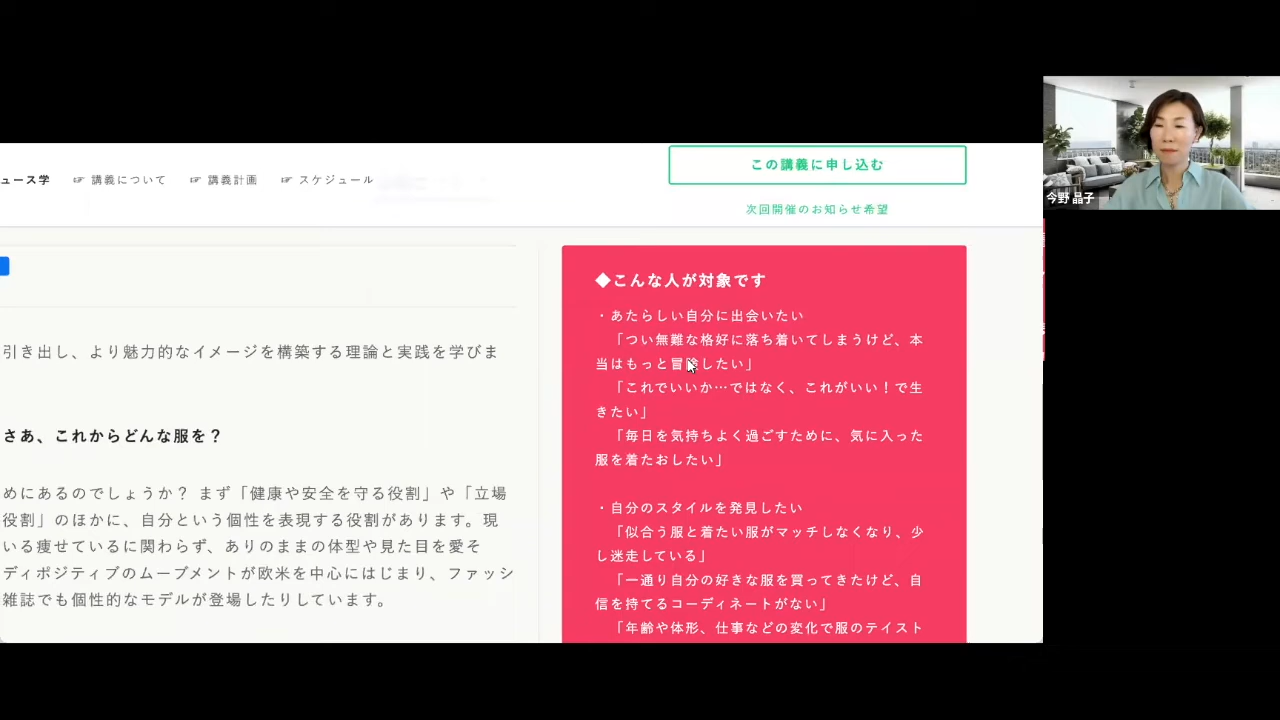 この講義に申し込む
ュース学 ☞ 講義について ☞ 講義計画 ☞ スケジュール
次回開催のお知らせ希望
今野 晶子
引き出し、より魅力的なイメージを構築する理論と実践を学びま
さあ、これからどんな服を？
めにあるのでしょうか？ まず「健康や安全を守る役割」や「立場
役割」のほかに、自分という個性を表現する役割があります。現
いる痩せているに関わらず、ありのままの体型や見た目を愛そ
ディポジティブのムーブメントが欧米を中心にはじまり、ファッシ
雑誌でも個性的なモデルが登場したりしています。
◆こんな人が対象です
・あたらしい自分に出会いたい
「つい無難な格好に落ち着いてしまうけど、本
当はもっと冒険したい」
「これでいいか…ではなく、これがいい！で生
きたい」
「毎日を気持ちよく過ごすために、気に入った
服を着たおしたい」
・自分のスタイルを発見したい
「似合う服と着たい服がマッチしなくなり、少
し迷走している」
「一通り自分の好きな服を買ってきたけど、自
信を持てるコーディネートがない」
「年齢や体形、仕事などの変化で服のテイスト